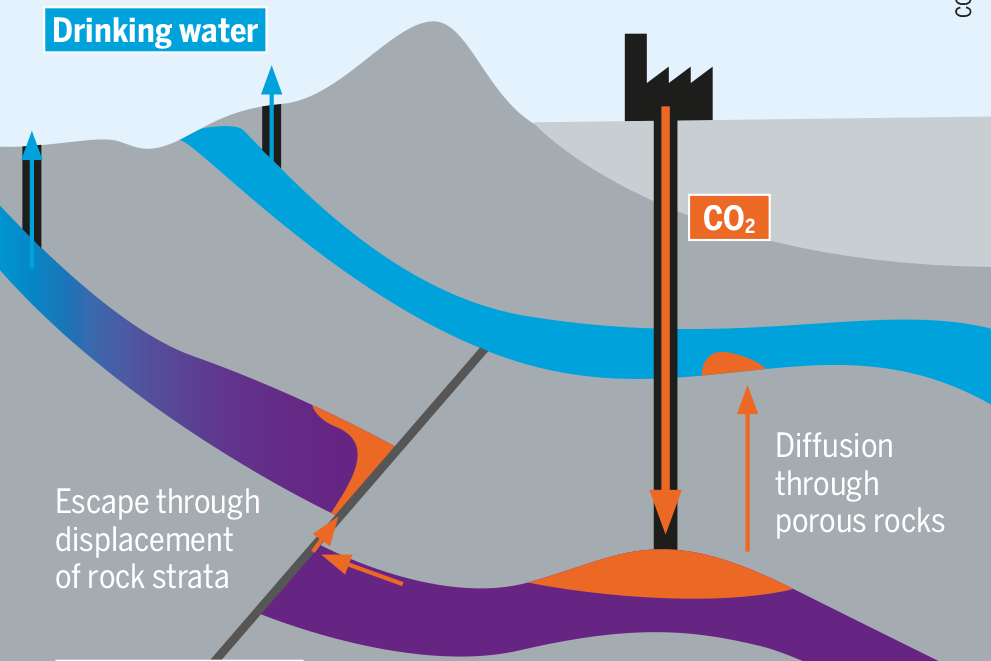 Drinking water
CO₂
Diffusion
through
porous rocks
Escape through
displacement
of rock strata